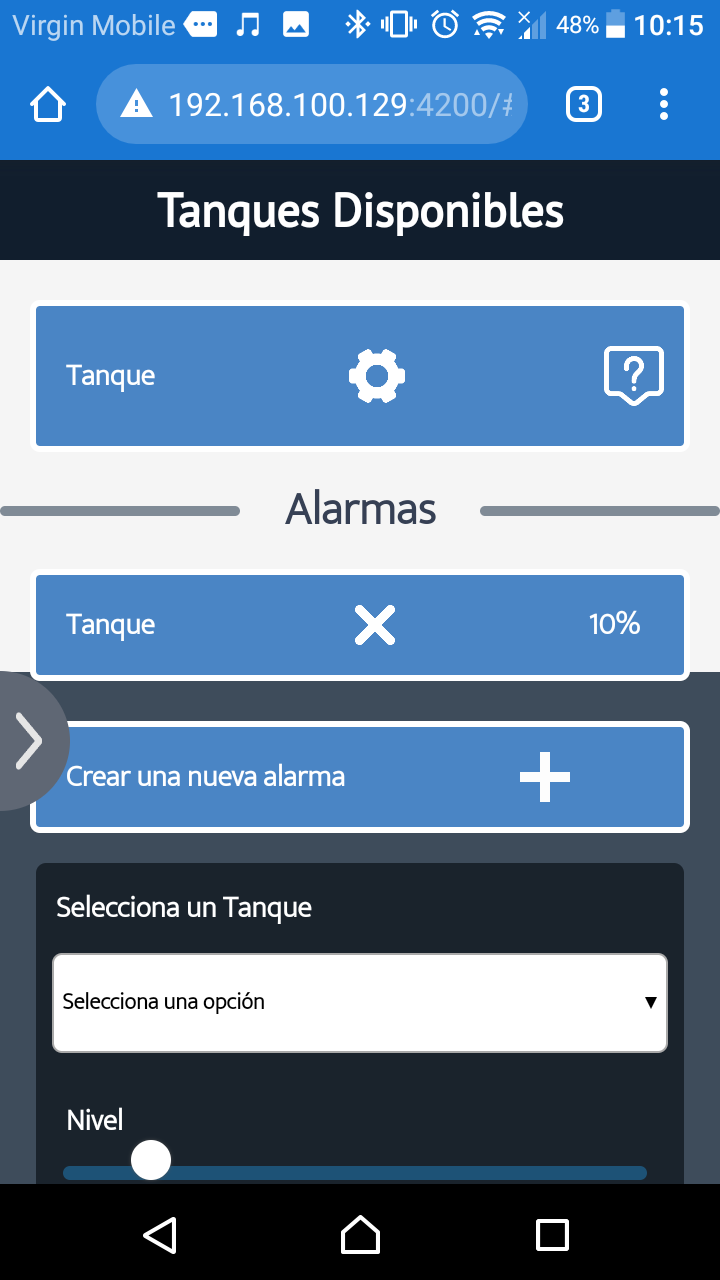 Virgin Mobile 48% 10:15
192.168.100.129:4200/# 3
Tanques Disponibles
Tanque
Alarmas
Tanque 10%
Crear una nueva alarma
Selecciona un Tanque
Selecciona una opción
Nivel